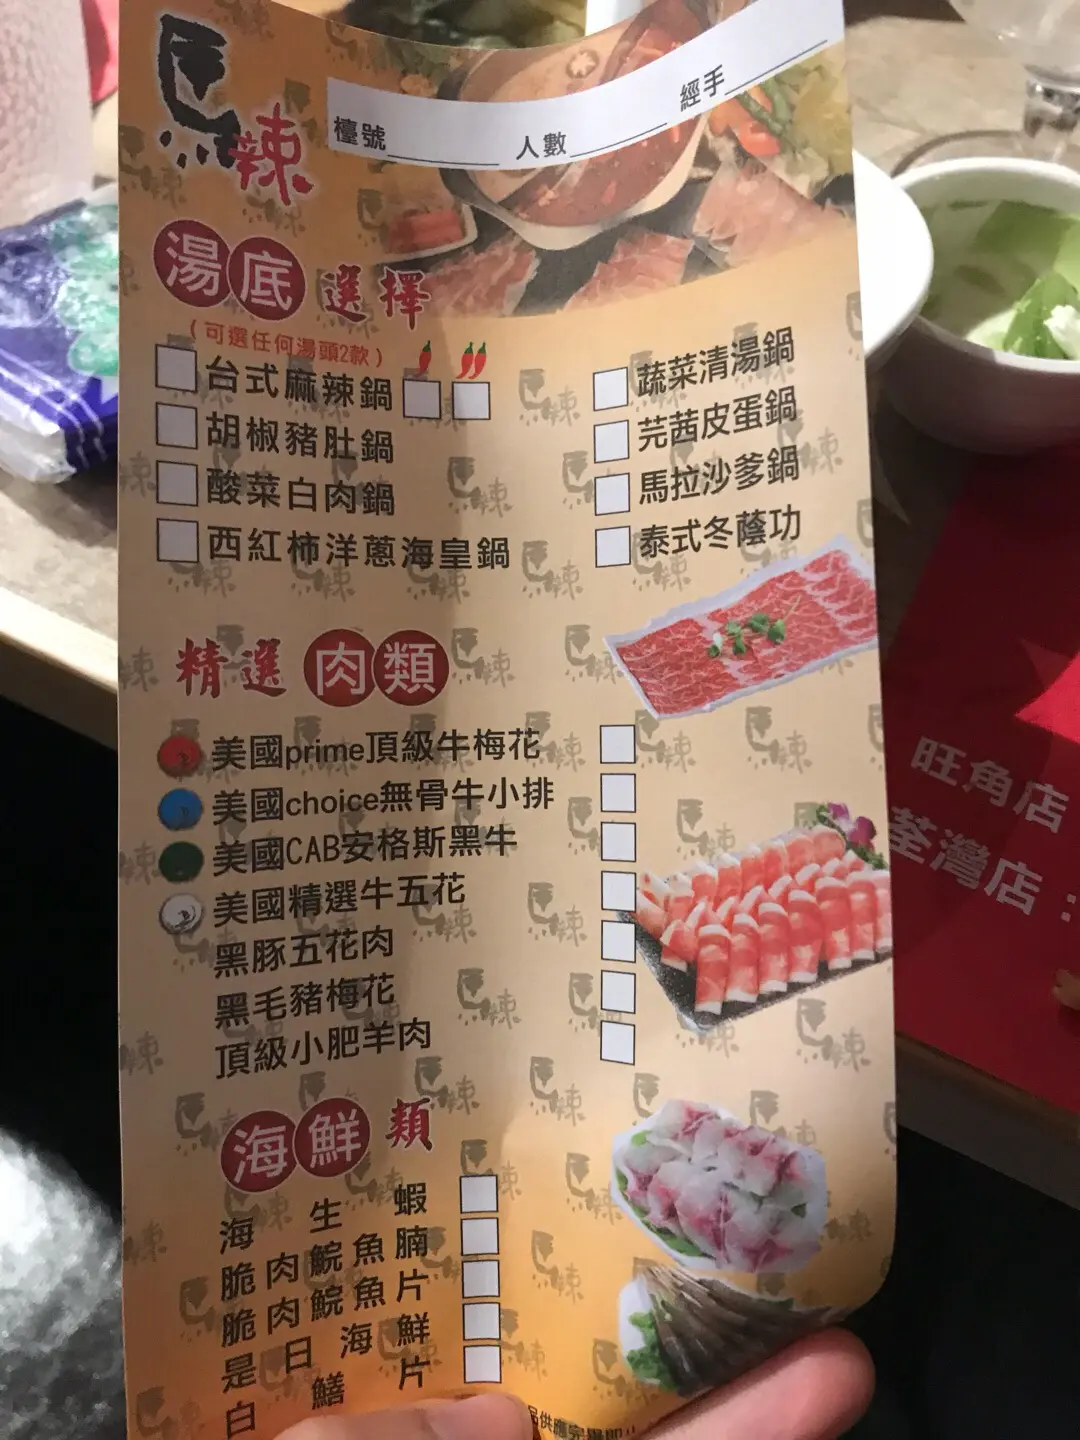 馬辣
檯號 人數 經手
湯底選擇
(可選任何湯頭2款)
台式麻辣鍋
胡椒豬肚鍋
酸菜白肉鍋
西紅柿洋蔥海皇鍋
蔬菜清湯鍋
芫茜皮蛋鍋
馬拉沙爹鍋
泰式冬蔭功
精選肉類
美國prime頂級牛梅花
美國choice無骨牛小排
美國CAB安格斯黑牛
美國精選牛五花
黑豚五花肉
黑毛豬梅花
頂級小肥羊肉
海鮮類
海生蝦
脆肉鯇魚腩
脆肉鯇魚片
是日海鮮
白鱔片
品供應完畢即止
旺角店
荃灣店：